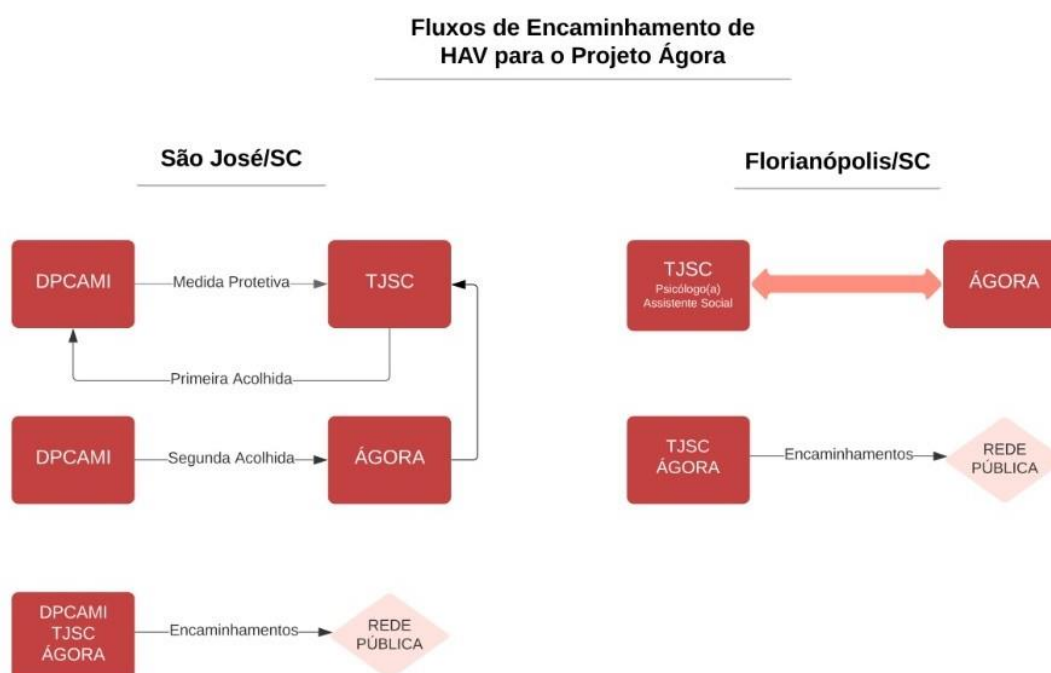 Fluxos de Encaminhamento de
HAV para o Projeto Ágora
São José/SC
DPCAMI
Medida Protetiva
TJSC
Primeira Acolhida
DPCAMI
Segunda Acolhida
ÁGORA
DPCAMI
TJSC
ÁGORA
Encaminhamentos
REDE
PÚBLICA
Florianópolis/SC
TJSC
Psicólogo(a)
Assistente Social
ÁGORA
TJSC
ÁGORA
Encaminhamentos
REDE
PÚBLICA